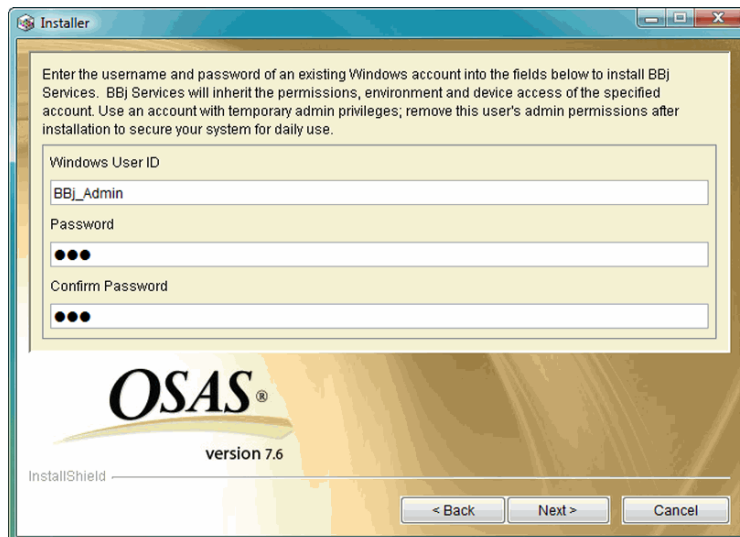 Installer
Enter the username and password of an existing Windows account into the fields below to install BBj
Services. BBj Services will inherit the permissions, environment and device access of the specified
account. Use an account with temporary admin privileges; remove this user's admin permissions after
installation to secure your system for daily use.
Windows User ID
BBj_Admin
Password
●●●
Confirm Password
●●●
OSAS®
version 7.6
InstallShield
< Back Next > Cancel